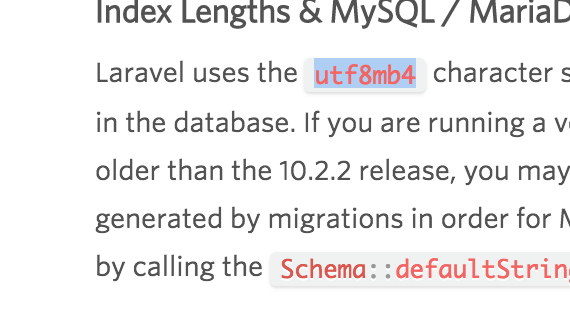 Index Lengths & MySQL / MariaD
Laravel uses the utf8mb4 character s
in the database. If you are running a ve
older than the 10.2.2 release, you may
generated by migrations in order for M
by calling the Schema::defaultString